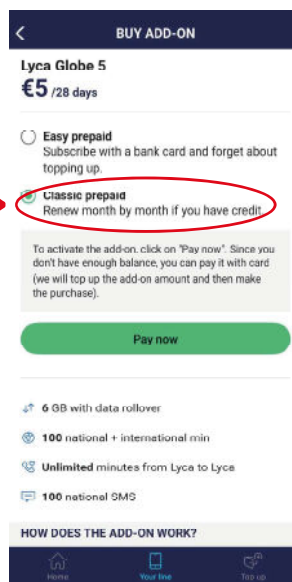 BUY ADD-ON
Lyca Globe 5
€5 /28 days
Easy prepaid
Subscribe with a bank card and forget about
topping up.
Classic prepaid
Renew month by month if you have credit
To activate the add-on, click on "Pay now". Since you
don't have enough balance, you can pay it with card
(we will top up the add-on amount and then make
the purchase).
Pay now
6 GB with data rollover
100 national + international min
Unlimited minutes from Lyca to Lyca
100 national SMS
HOW DOES THE ADD-ON WORK?
Home Your line Top up